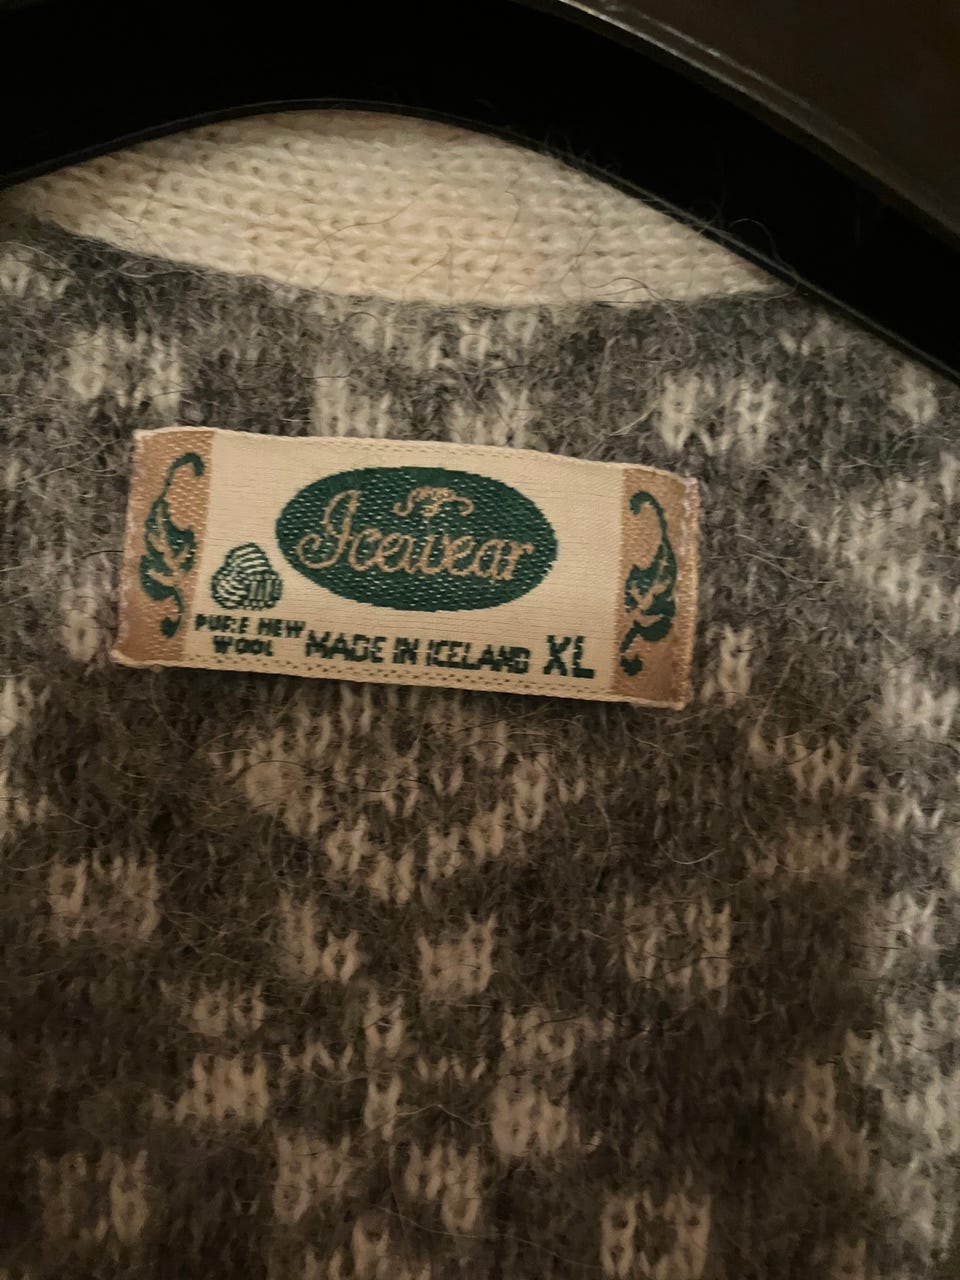 Icewear
PURE NEW
WOOL
MADE IN ICELAND XL